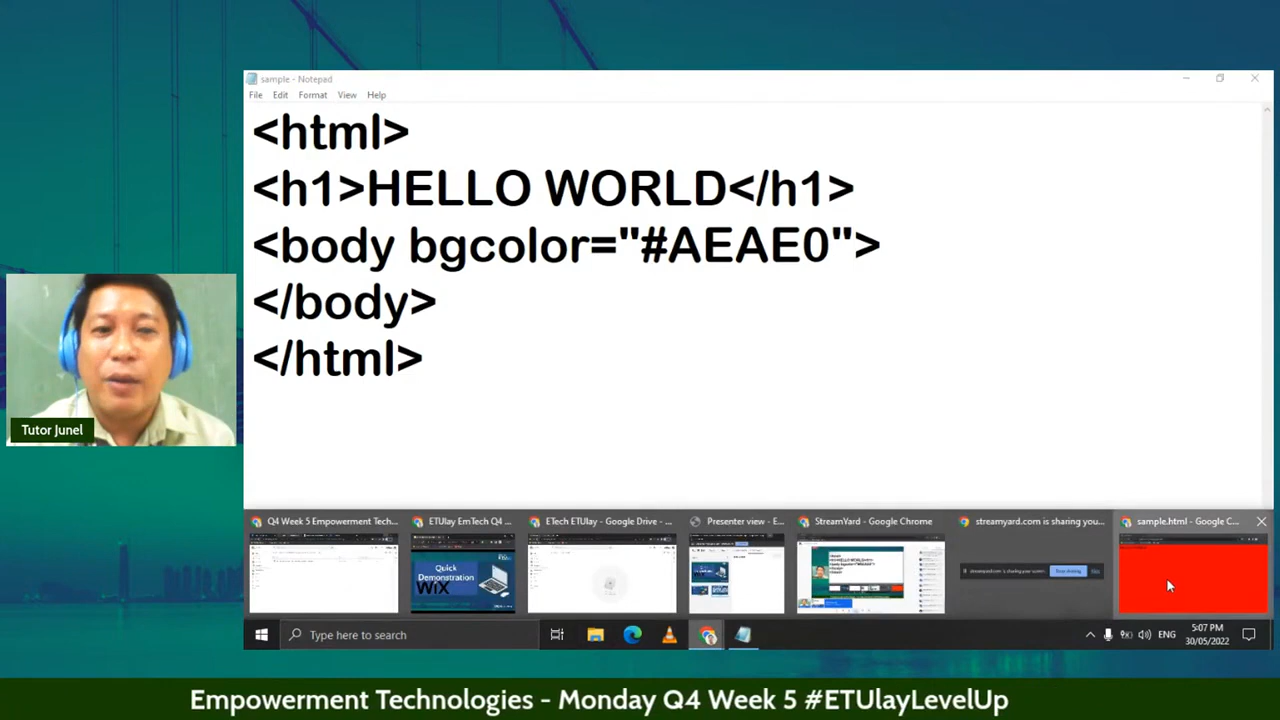 sample - Notepad
File Edit Format View Help
<html>
<h1>HELLO WORLD</h1>
<body bgcolor="#AEAE0">
</body>
</html>
Tutor Junel
Q4 Week 5 Empowerment Tech...
ETUlay EmTech Q4 ...
ETech ETUlay - Google Drive - ...
Presenter view - E...
StreamYard - Google Chrome
streamyard.com is sharing you...
sample.html - Google C...
Quick
Demonstration
WIX
Type here to search
ENG
5:07 PM
30/05/2022
Empowerment Technologies - Monday Q4 Week 5 #ETUlayLevelUp